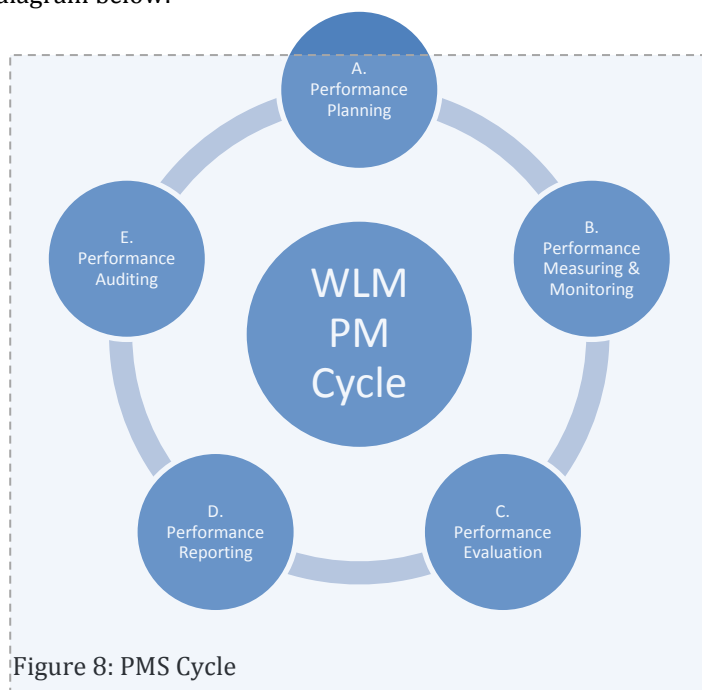 diagram below.
A.
Performance
Planning
B.
Performance
Measuring &
Monitoring
C.
Performance
Evaluation
D.
Performance
Reporting
E.
Performance
Auditing
WLM
PM
Cycle
Figure 8: PMS Cycle